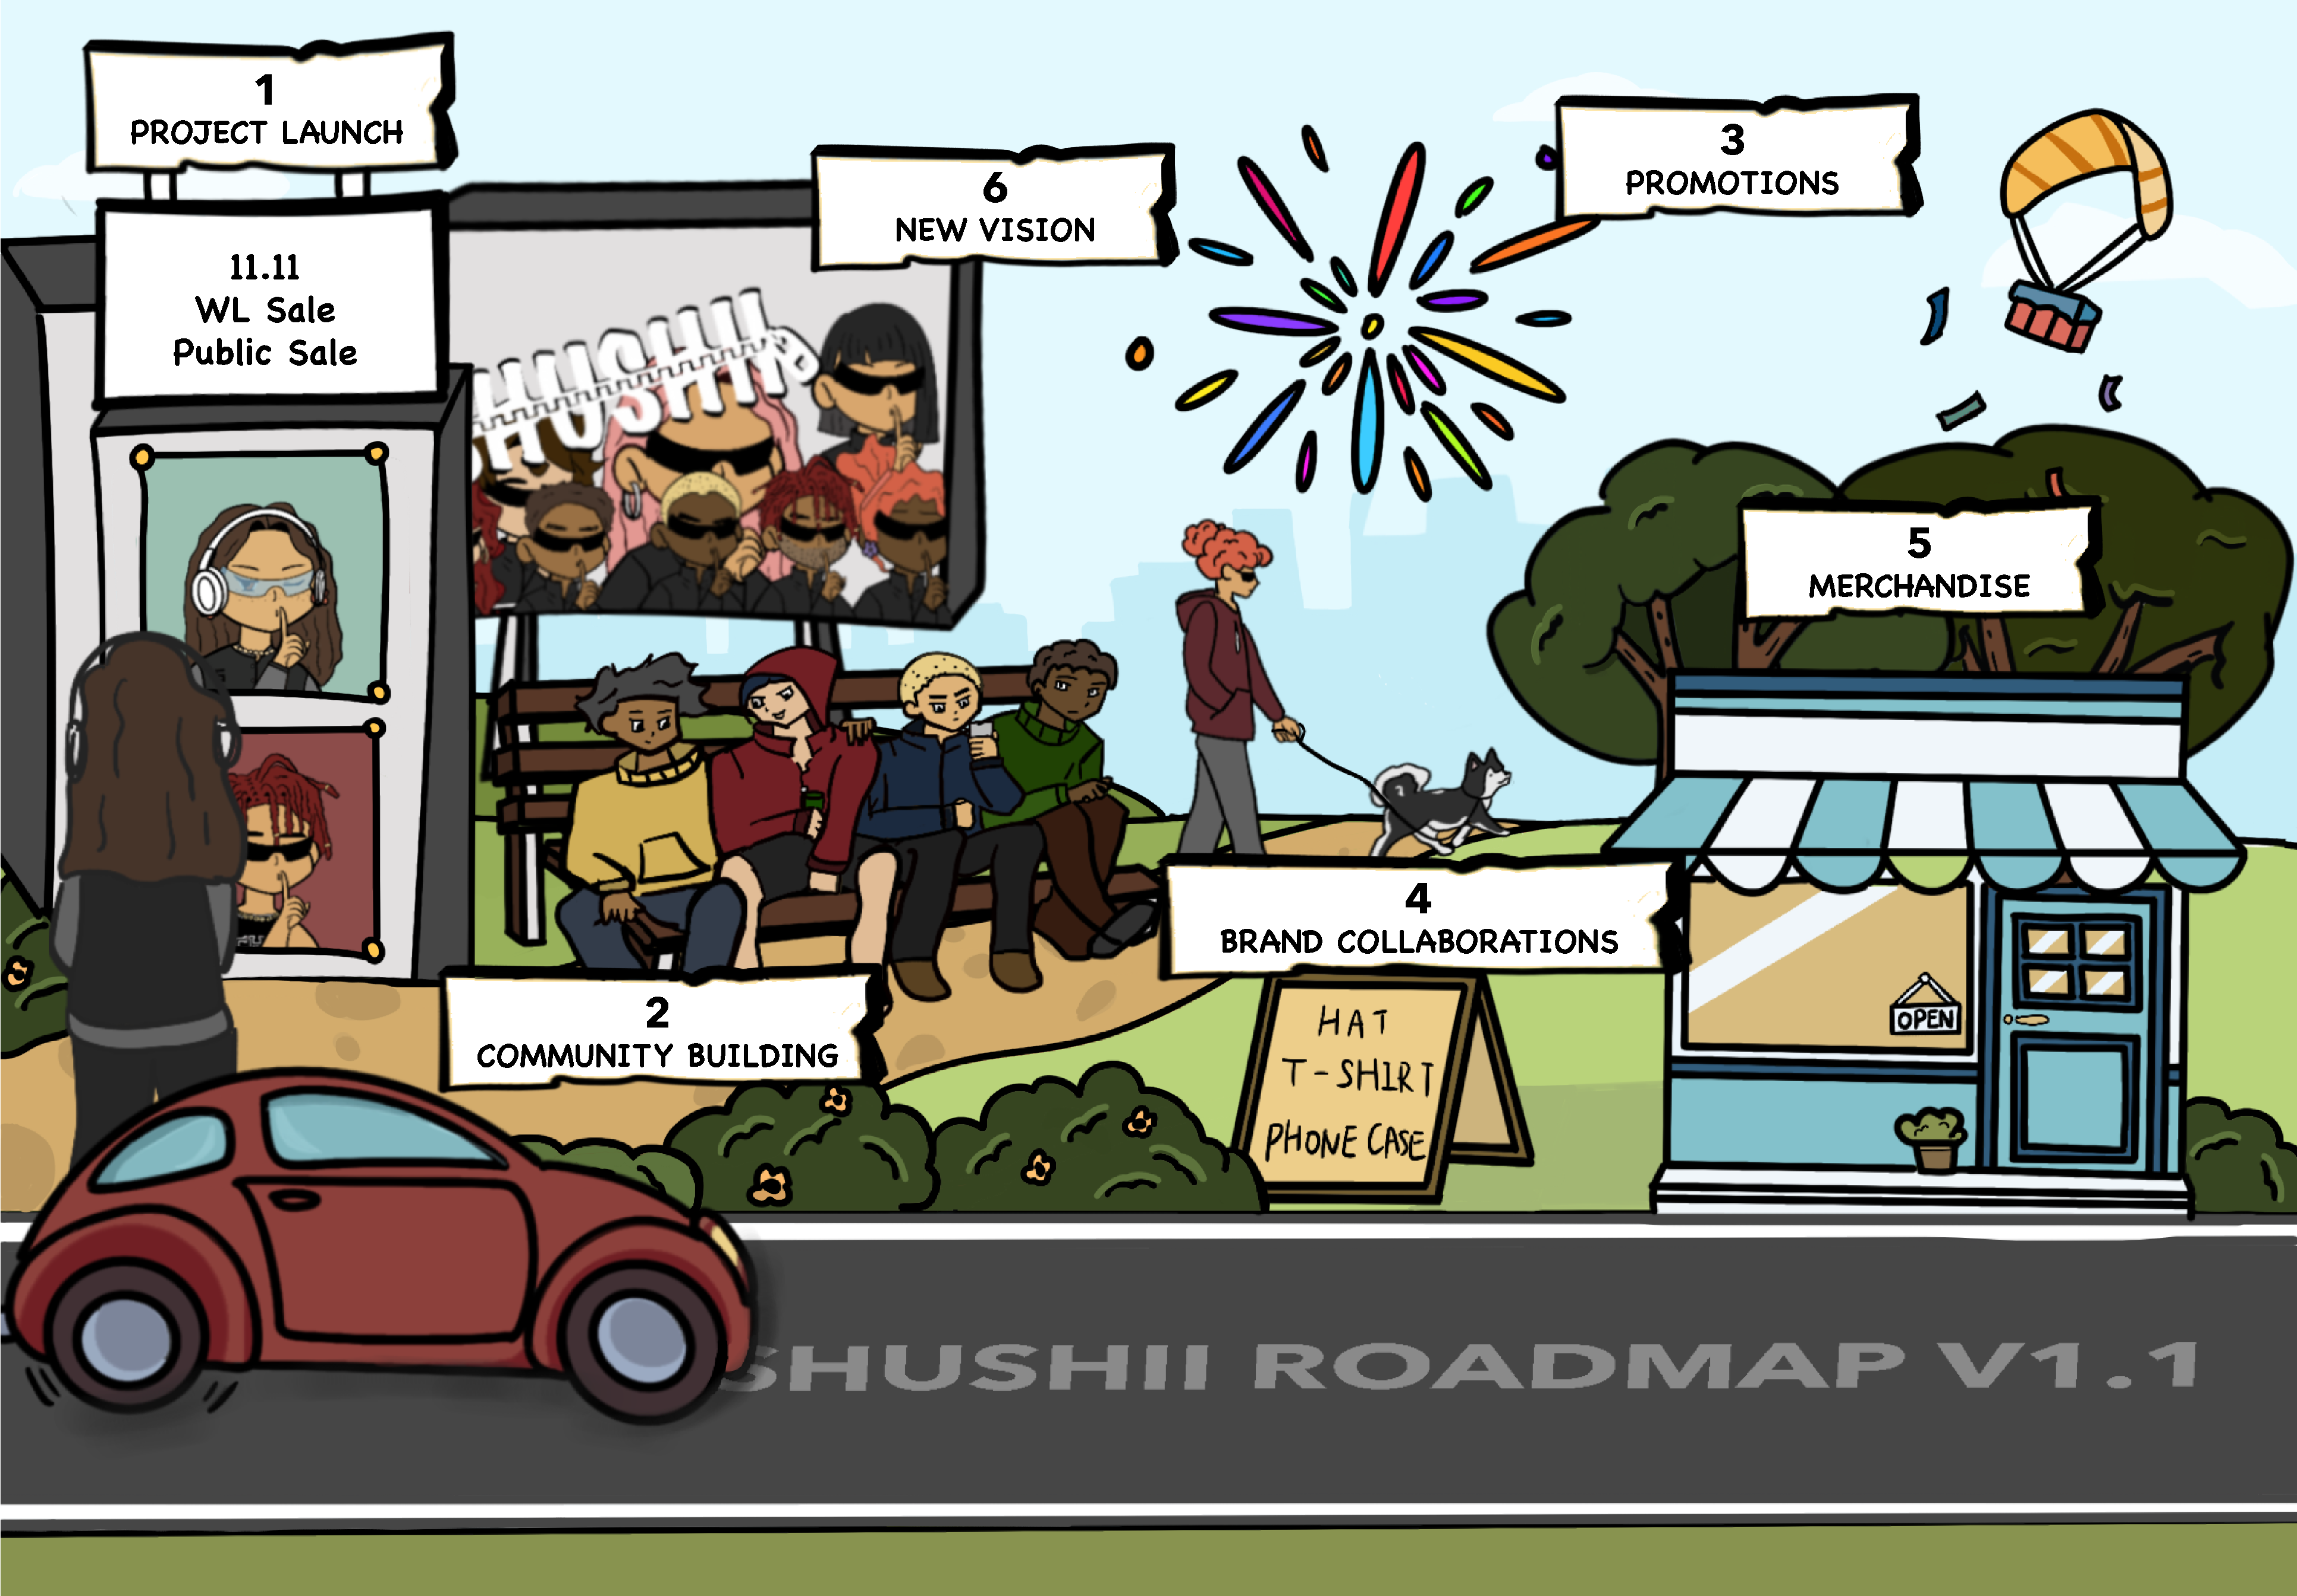 1
PROJECT LAUNCH
11.11
WL Sale
Public Sale
6
NEW VISION
3
PROMOTIONS
SHUSHII
5
MERCHANDISE
4
BRAND COLLABORATIONS
2
COMMUNITY BUILDING
HAT
T-SHIRT
PHONE CASE
OPEN
SHUSHII ROADMAP V1.1